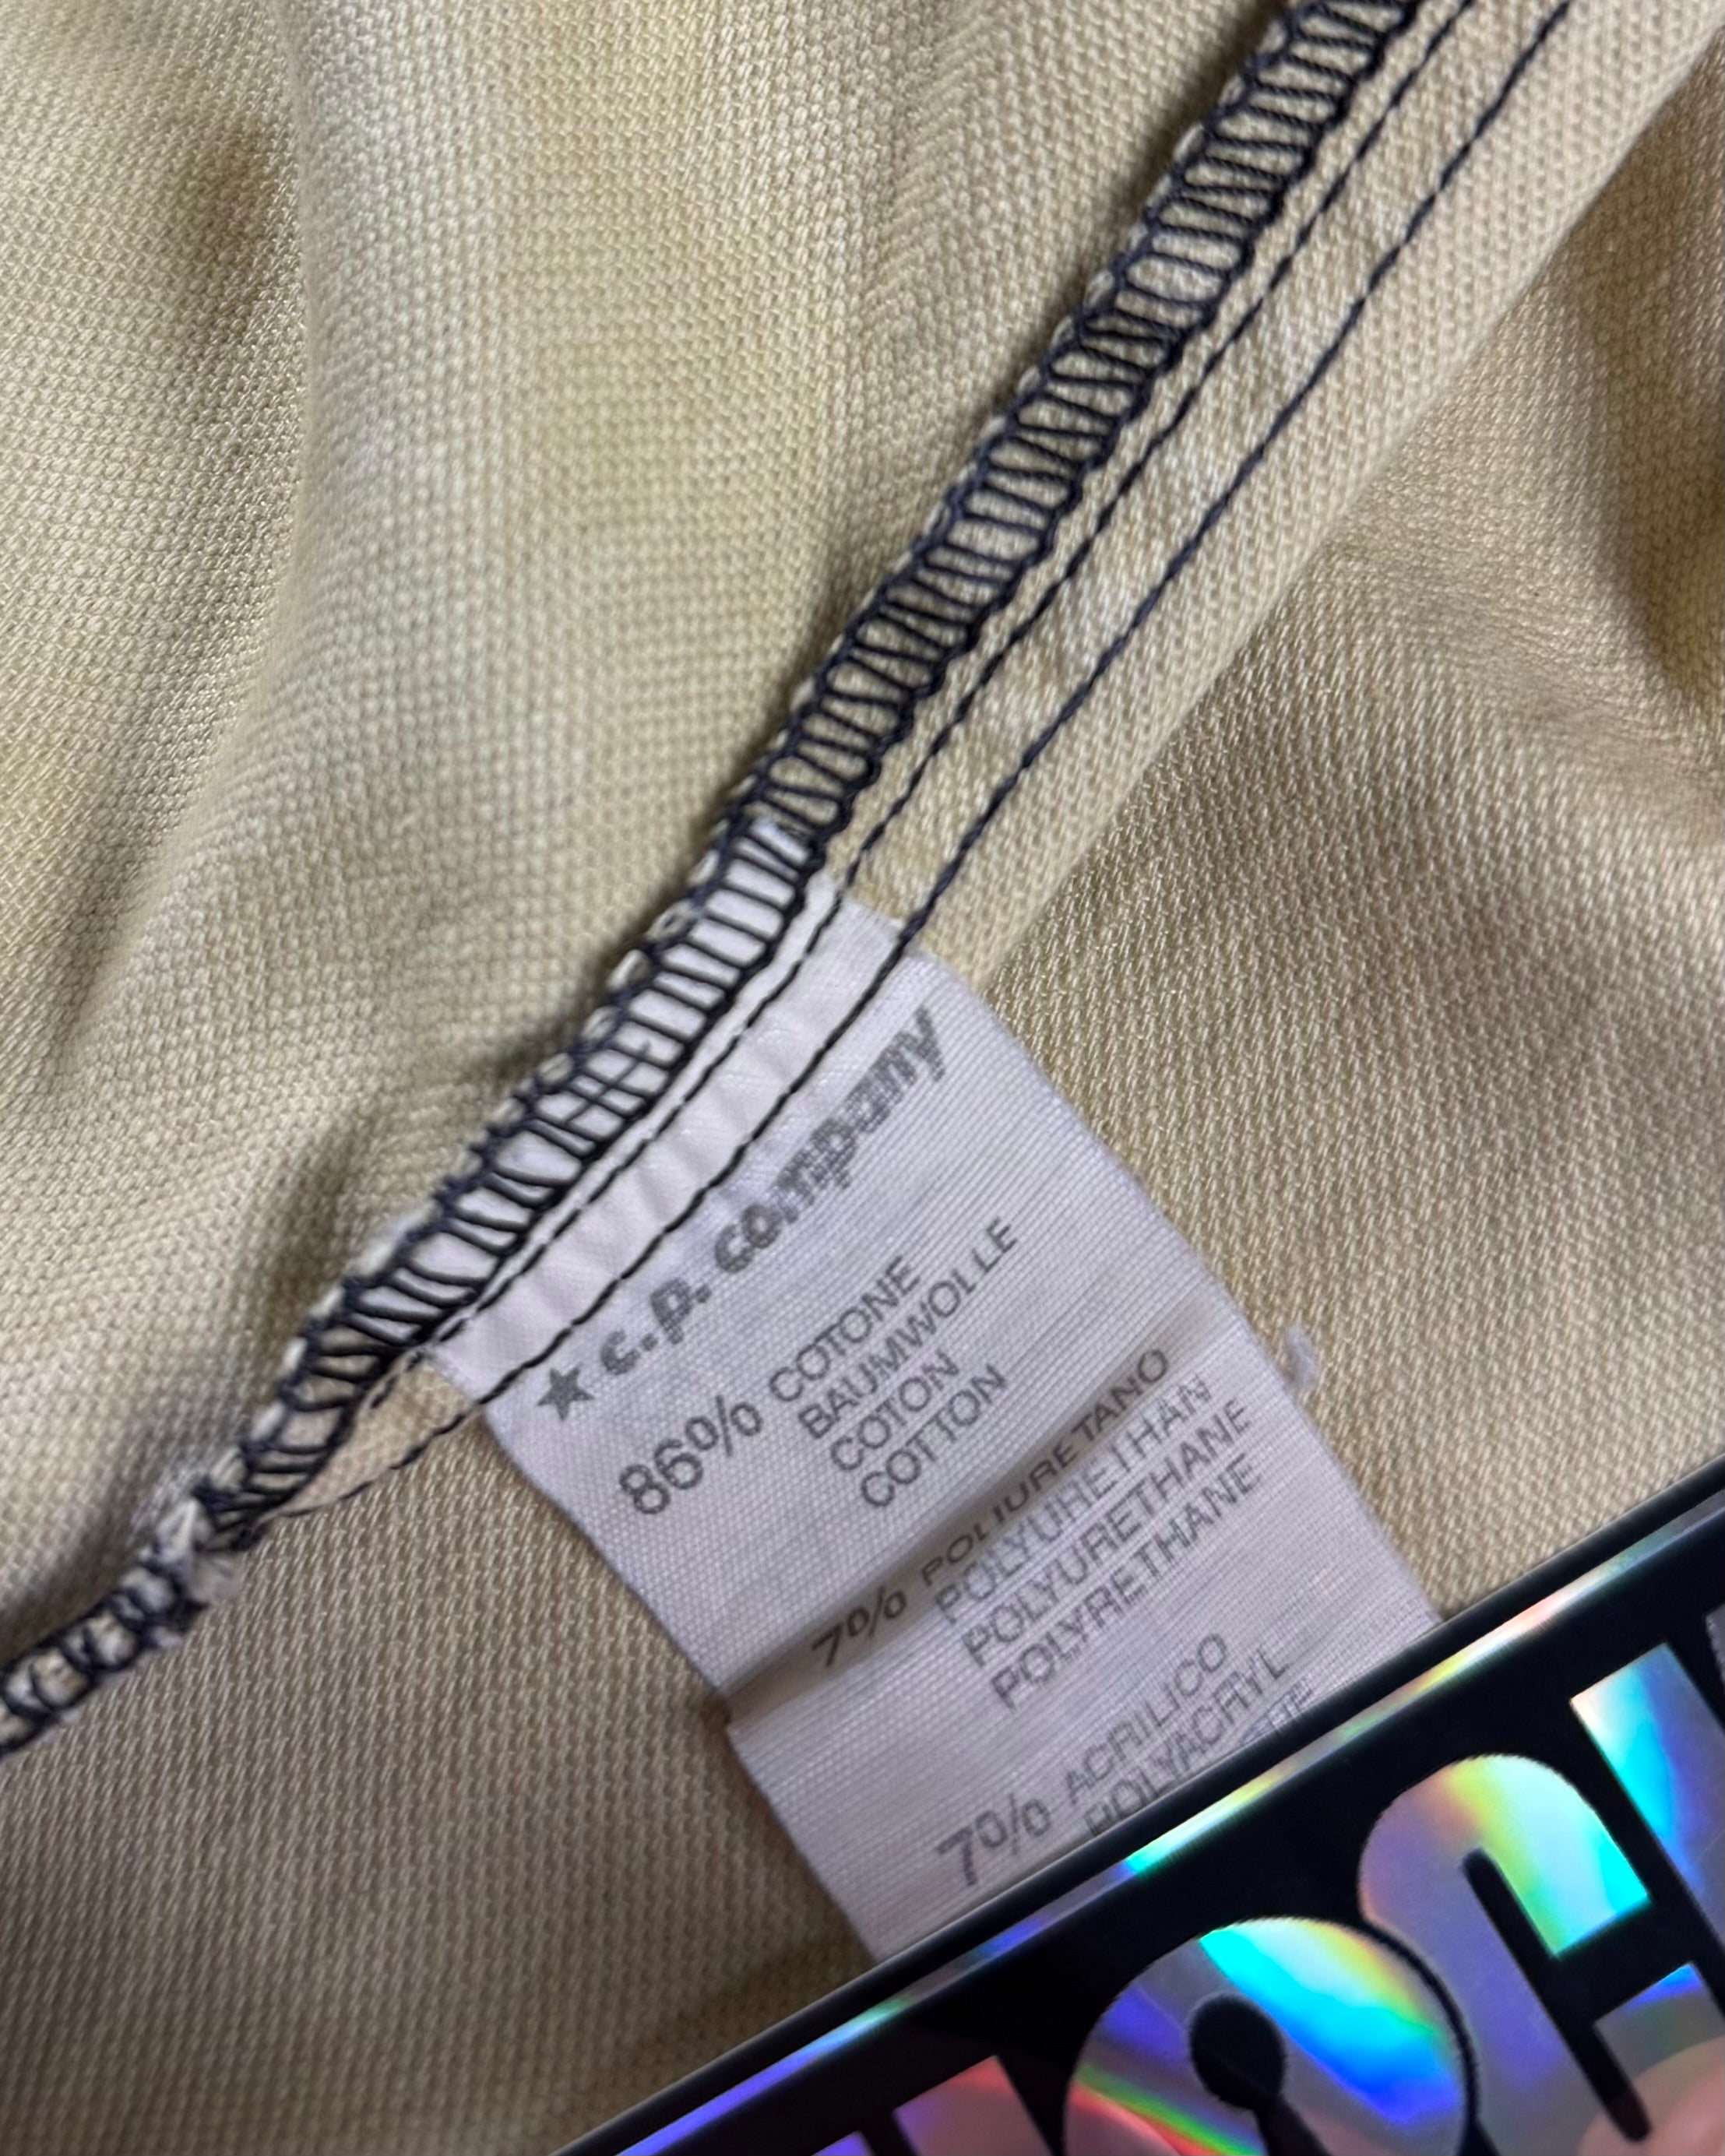 ★ c.p. company
86% COTONE
BAUMWOLLE
COTON
COTTON
7% POLIURETANO
POLYURETHAN
POLYURETHANE
POLYRETHANE
7% ACRILICO
POLYACRYL